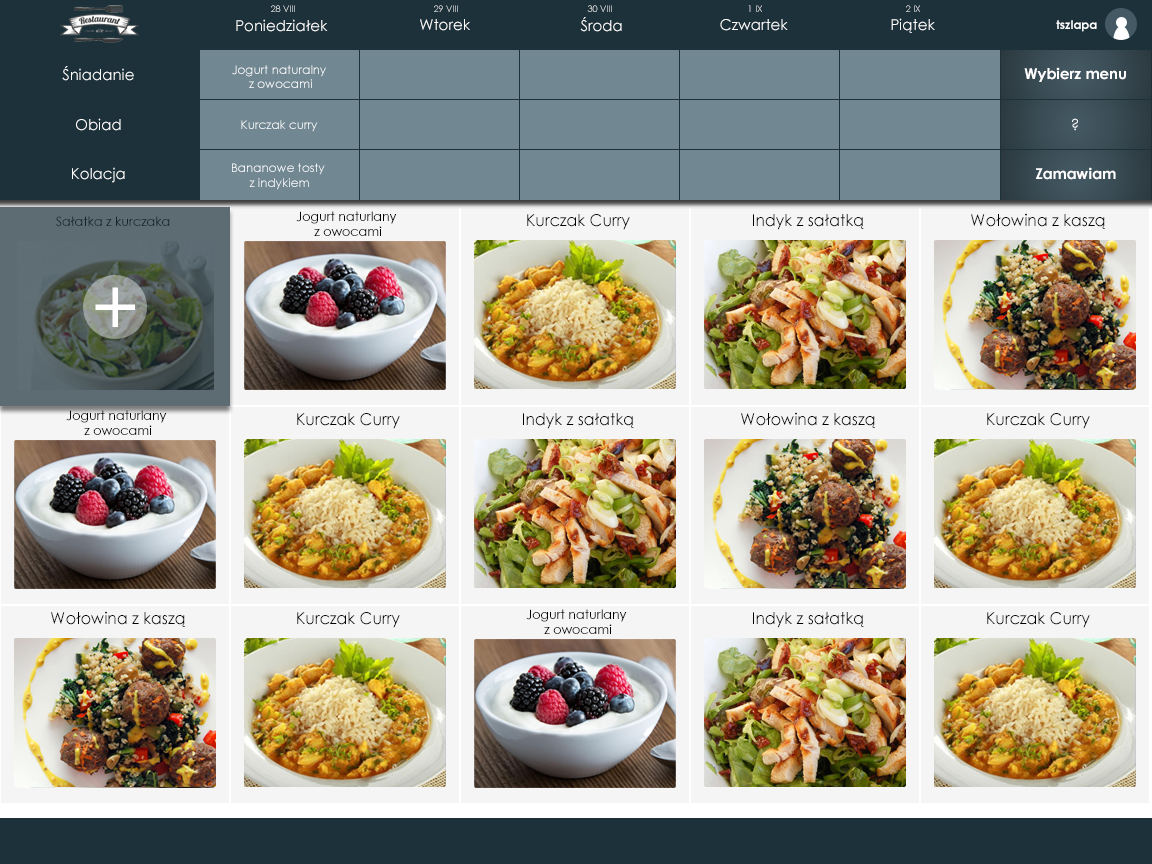 Restaurant
28 VIII
Poniedziałek
29 VIII
Wtorek
30 VIII
Środa
1 IX
Czwartek
2 IX
Piątek
tszlapa
Śniadanie
Jogurt naturalny
z owocami
Wybierz menu
Obiad
Kurczak curry
?
Kolacja
Bananowe tosty
z indykiem
Zamawiam
Sałatka z kurczaka
Jogurt naturlany
z owocami
Kurczak Curry
Indyk z sałatką
Wołowina z kaszą
Jogurt naturlany
z owocami
Kurczak Curry
Indyk z sałatką
Wołowina z kaszą
Kurczak Curry
Wołowina z kaszą
Kurczak Curry
Jogurt naturlany
z owocami
Indyk z sałatką
Kurczak Curry